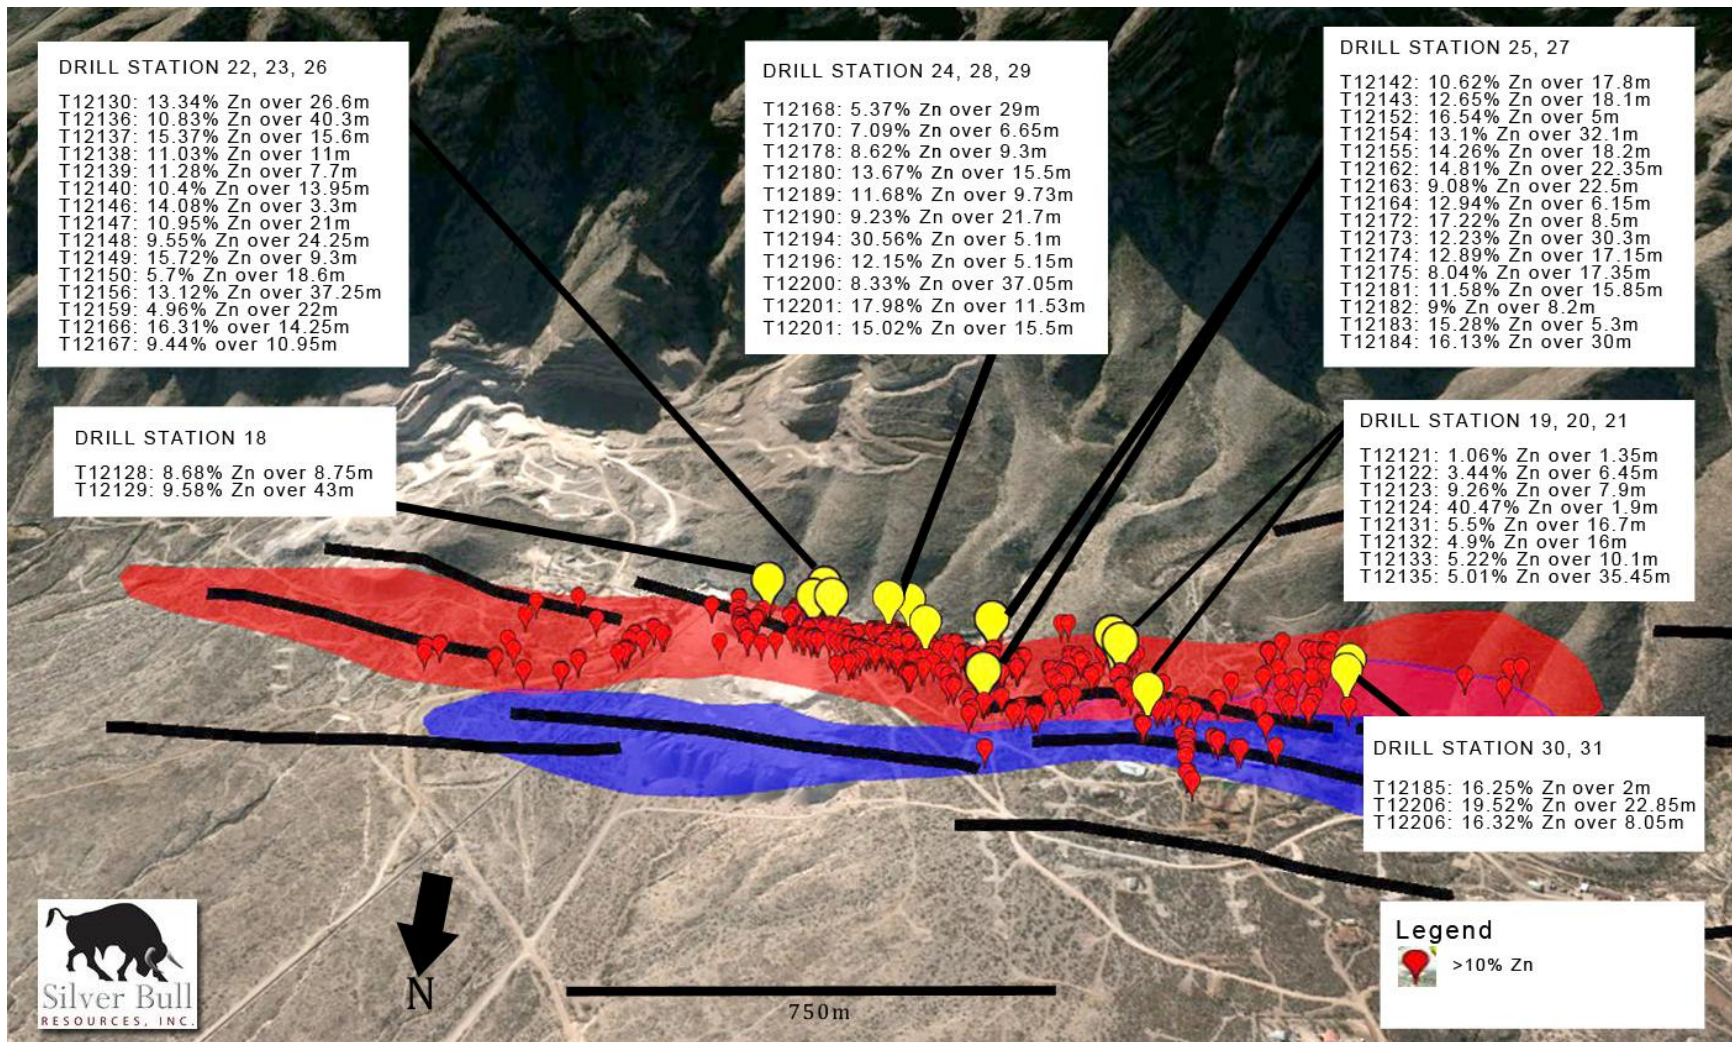 DRILL STATION 22, 23, 26
T12130: 13.34% Zn over 26.6m
T12136: 10.83% Zn over 40.3m
T12137: 15.37% Zn over 15.6m
T12138: 11.03% Zn over 11m
T12139: 11.28% Zn over 7.7m
T12140: 10.4% Zn over 13.95m
T12146: 14.08% Zn over 3.3m
T12147: 10.95% Zn over 21m
T12148: 9.55% Zn over 24.25m
T12149: 15.72% Zn over 9.3m
T12150: 5.7% Zn over 18.6m
T12156: 13.12% Zn over 37.25m
T12159: 4.96% Zn over 22m
T12166: 16.31% over 14.25m
T12167: 9.44% over 10.95m
DRILL STATION 24, 28, 29
T12168: 5.37% Zn over 29m
T12170: 7.09% Zn over 6.65m
T12178: 8.62% Zn over 9.3m
T12180: 13.67% Zn over 15.5m
T12189: 11.68% Zn over 9.73m
T12190: 9.23% Zn over 21.7m
T12194: 30.56% Zn over 5.1m
T12196: 12.15% Zn over 5.15m
T12200: 8.33% Zn over 37.05m
T12201: 17.98% Zn over 11.53m
T12201: 15.02% Zn over 15.5m
DRILL STATION 25, 27
T12142: 10.62% Zn over 17.8m
T12143: 12.65% Zn over 18.1m
T12152: 16.54% Zn over 5m
T12154: 13.1% Zn over 32.1m
T12155: 14.26% Zn over 18.2m
T12162: 14.81% Zn over 22.35m
T12163: 9.08% Zn over 22.5m
T12164: 12.94% Zn over 6.15m
T12172: 17.22% Zn over 8.5m
T12173: 12.23% Zn over 30.3m
T12174: 12.89% Zn over 17.15m
T12175: 8.04% Zn over 17.35m
T12181: 11.58% Zn over 15.85m
T12182: 9% Zn over 8.2m
T12183: 15.28% Zn over 5.3m
T12184: 16.13% Zn over 30m
DRILL STATION 18
T12128: 8.68% Zn over 8.75m
T12129: 9.58% Zn over 43m
DRILL STATION 19, 20, 21
T12121: 1.06% Zn over 1.35m
T12122: 3.44% Zn over 6.45m
T12123: 9.26% Zn over 7.9m
T12124: 40.47% Zn over 1.9m
T12131: 5.5% Zn over 16.7m
T12132: 4.9% Zn over 16m
T12133: 5.22% Zn over 10.1m
T12135: 5.01% Zn over 35.45m
DRILL STATION 30, 31
T12185: 16.25% Zn over 2m
T12206: 19.52% Zn over 22.85m
T12206: 16.32% Zn over 8.05m
Silver Bull
RESOURCES, INC.
N
750m
Legend
>10% Zn